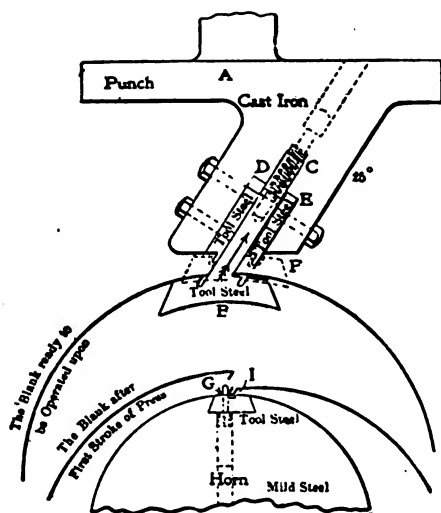 Punch
A
Cast Iron
D
C
E
25°
Tool Steel
Tool Steel
F
Tool Steel
B
The Blank ready to
be Operated upon
The Blank after
First Stroke of Press
G
I
Tool Steel
Horn
Mild Steel